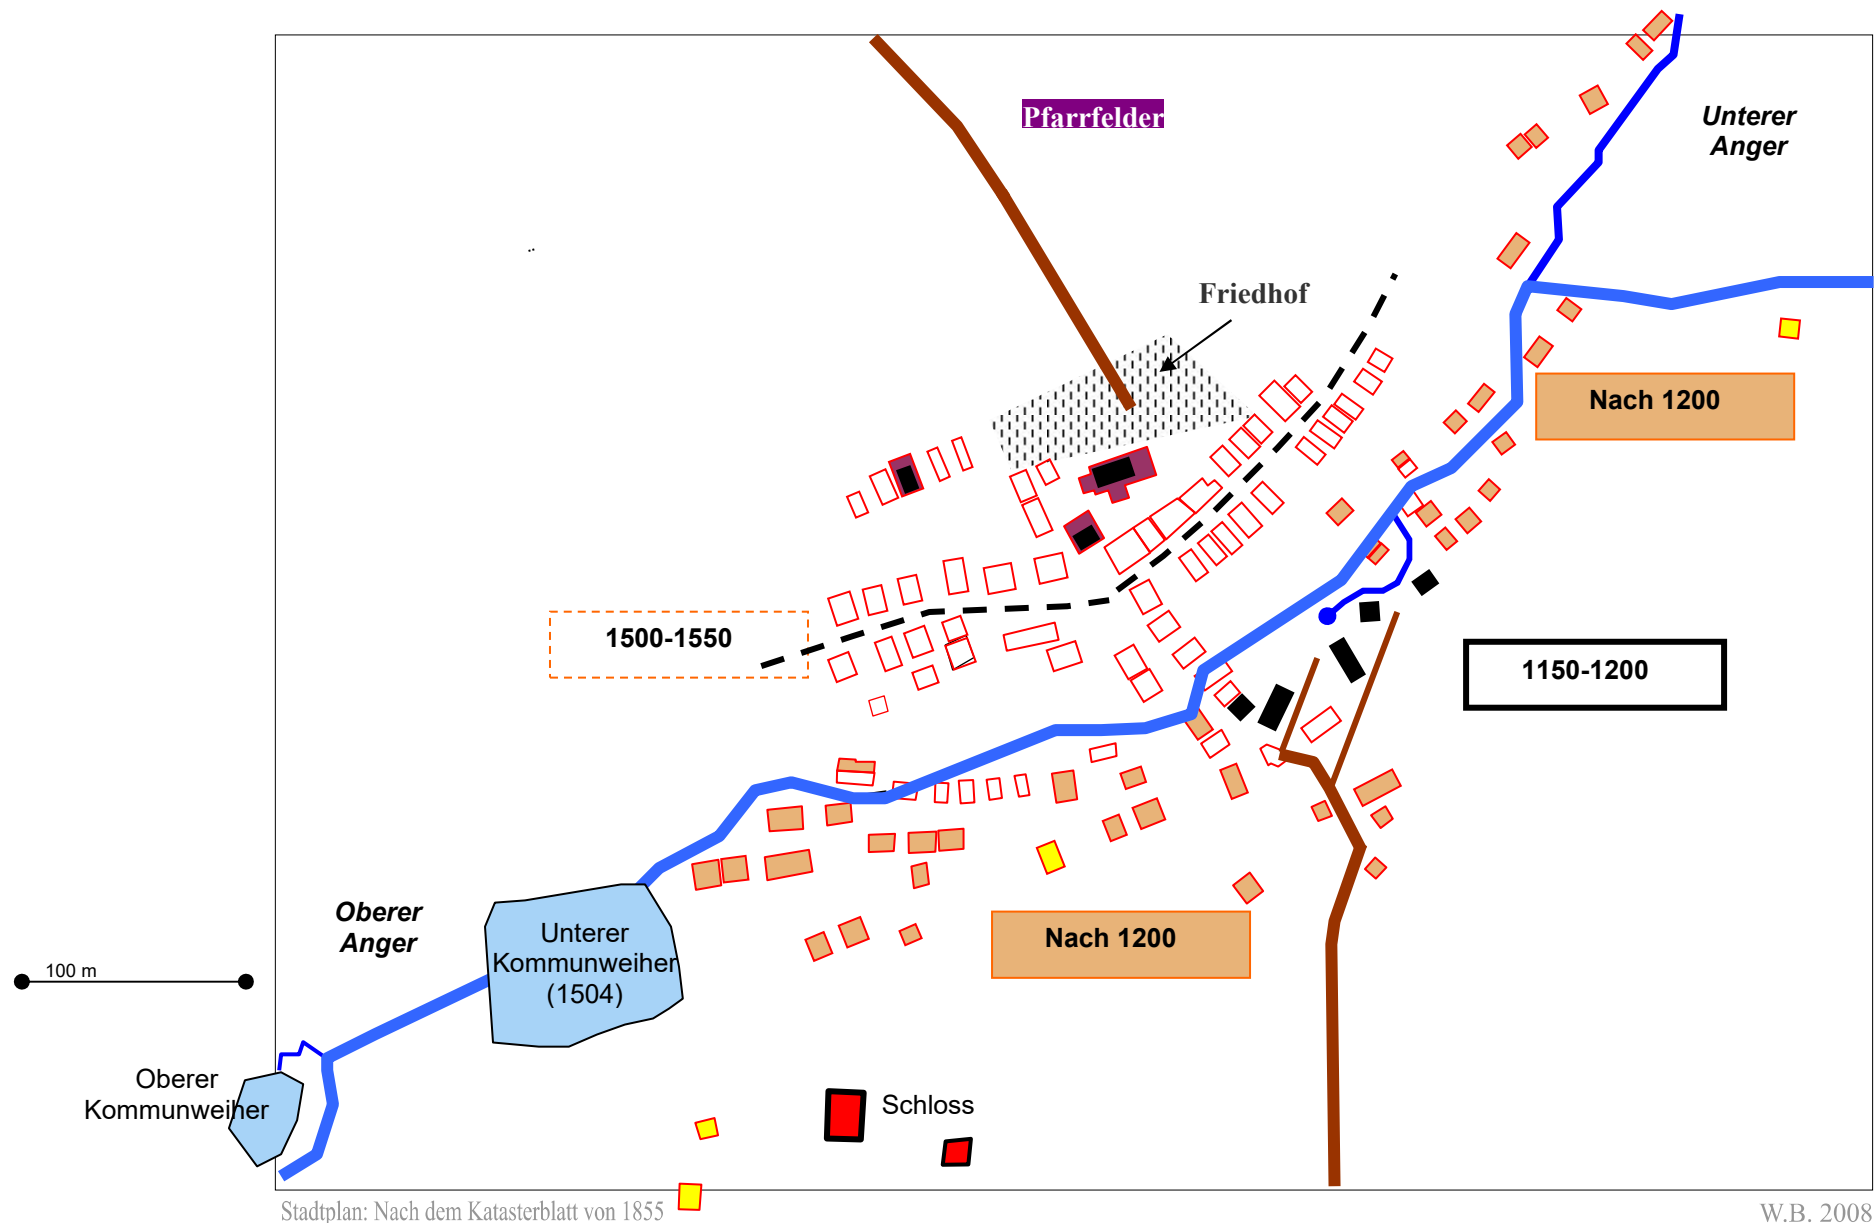 Pfarrfelder
Unterer
Anger
Friedhof
Nach 1200
1500-1550
1150-1200
Oberer
Anger
Unterer
Kommunweiher
(1504)
Nach 1200
100 m
Oberer
Kommunweiher
Schloss
Stadtplan: Nach dem Katasterblatt von 1855
W.B. 2008